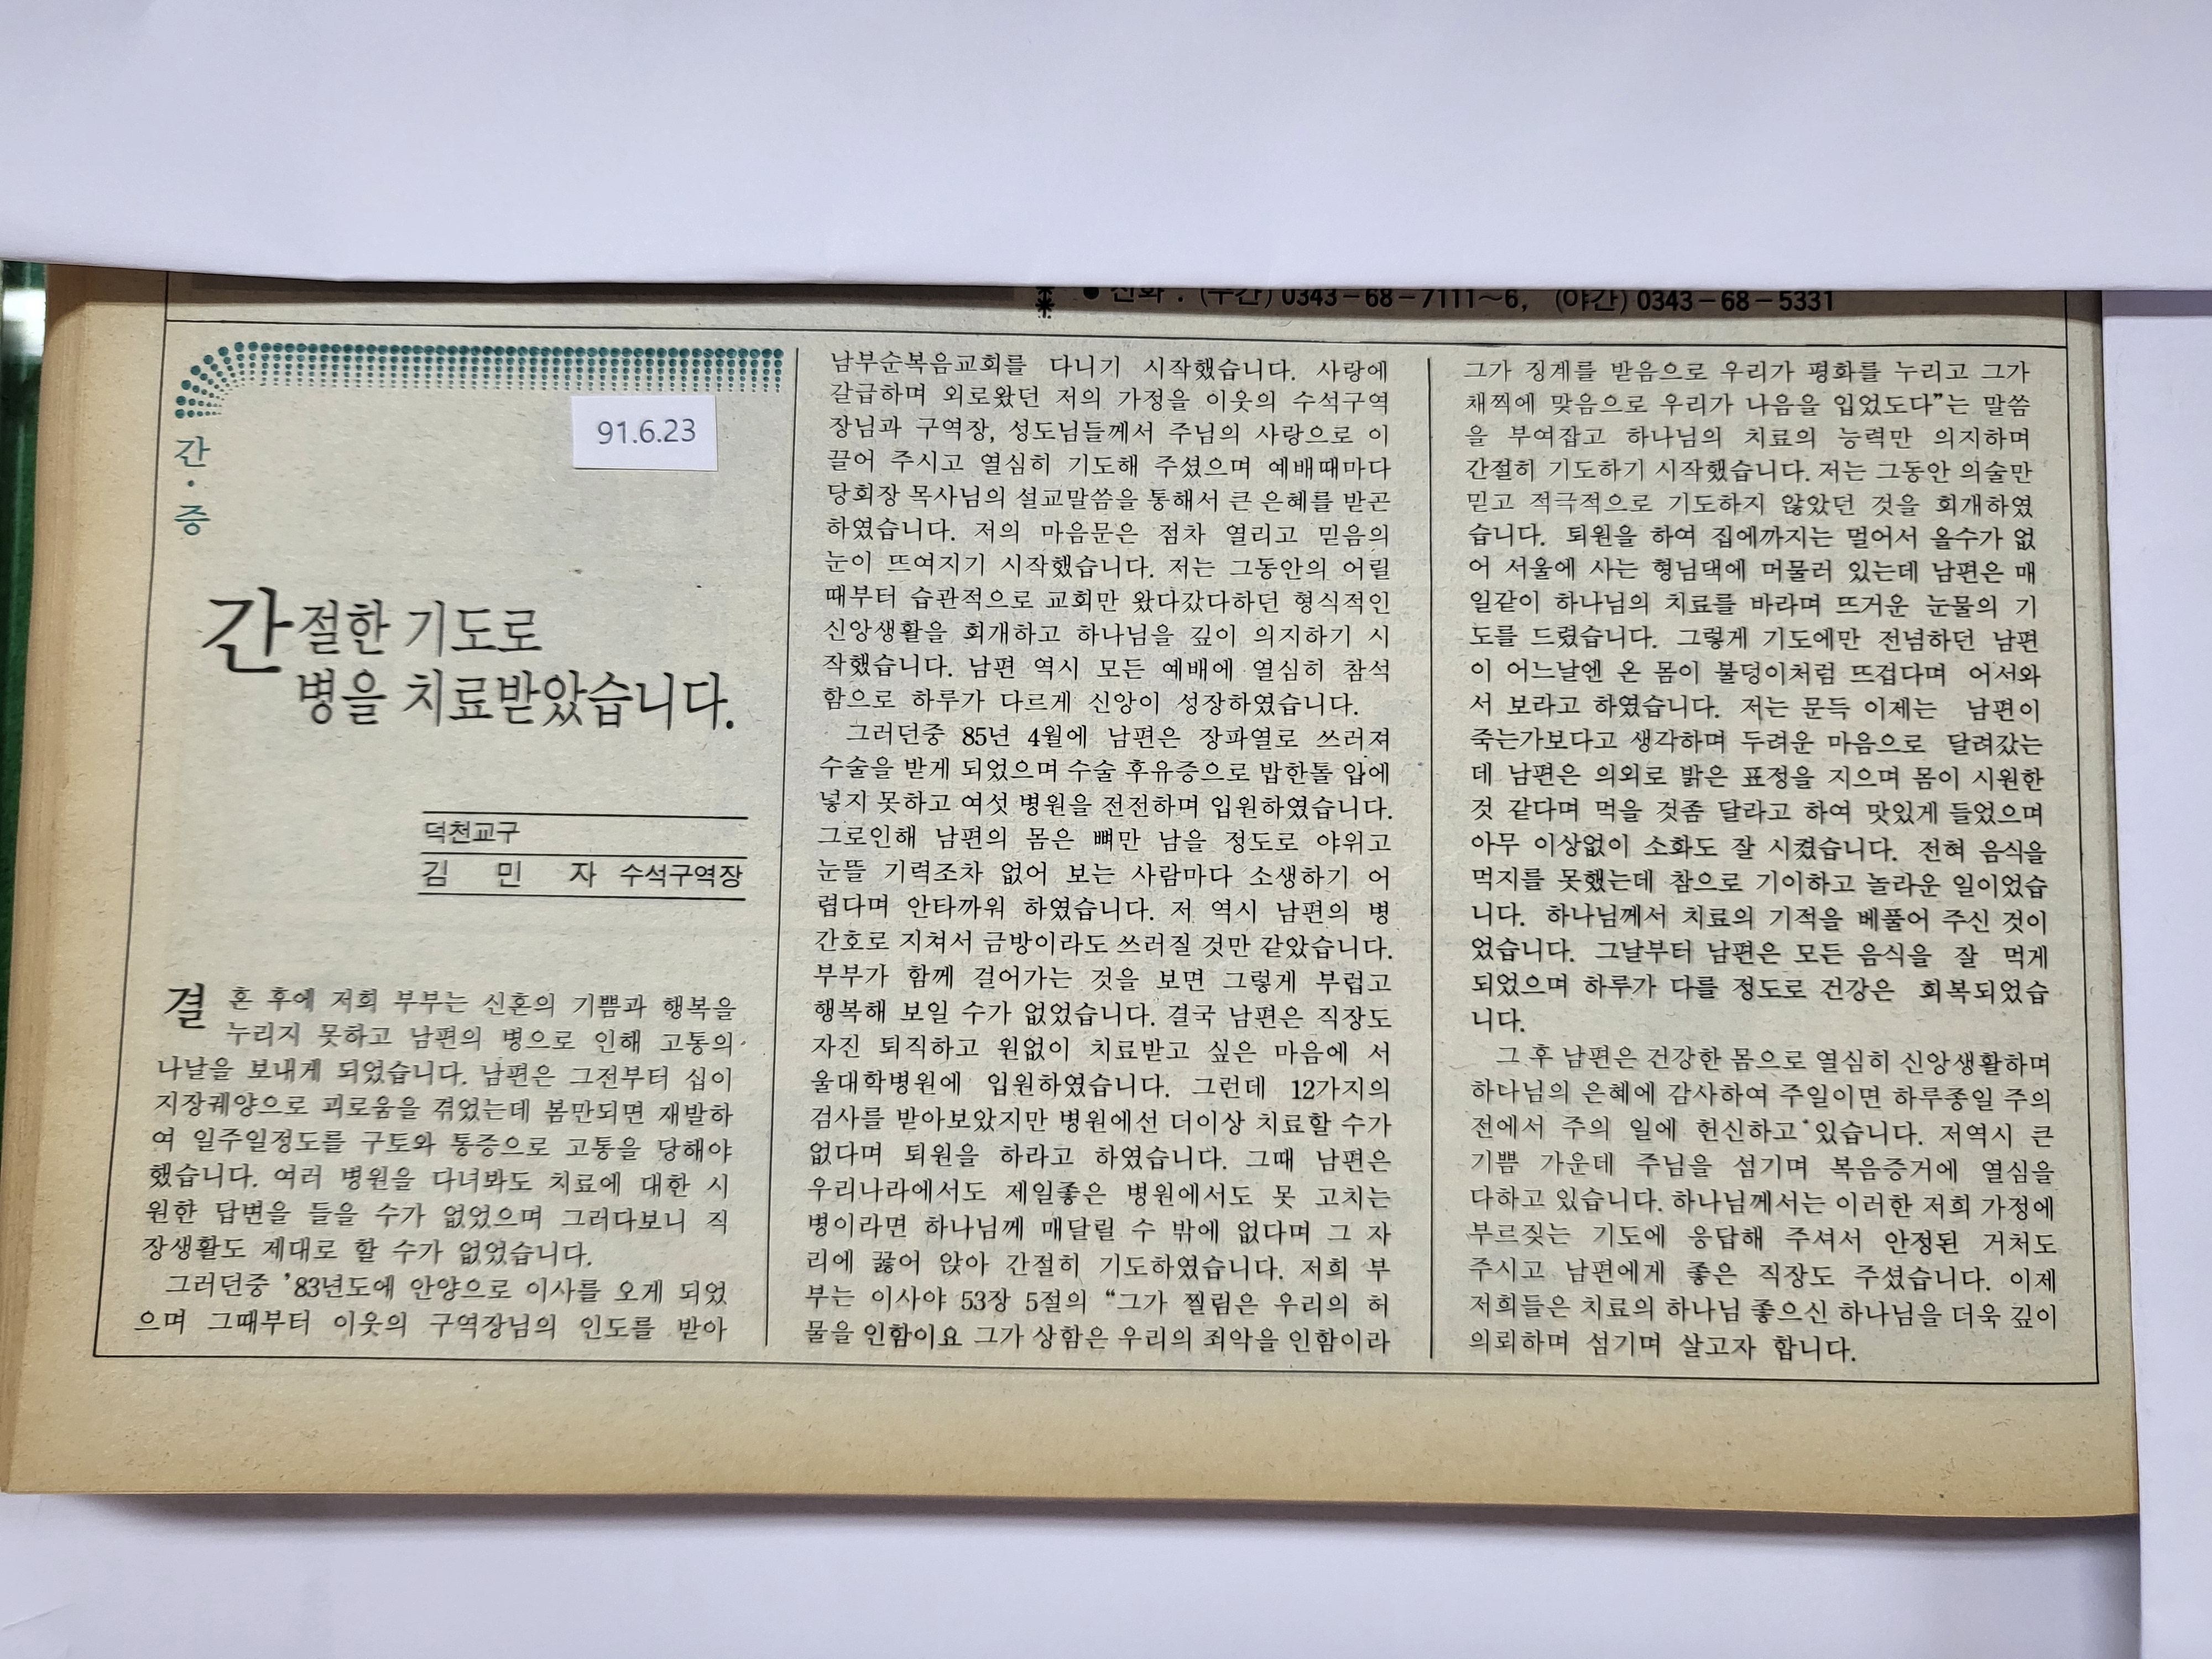 (주간) 0343-68-7111~6, (야간) 0343-68-5331
91.6.23
간·증
간절한 기도로
병을 치료받았습니다.
덕천교구
김 민 자 수석구역장
결혼 후에 저희 부부는 신혼의 기쁨과 행복을
누리지 못하고 남편의 병으로 인해 고통의
나날을 보내게 되었습니다. 남편은 그전부터 십이
지장궤양으로 괴로움을 겪었는데 봄만되면 재발하
여 일주일정도를 구토와 통증으로 고통을 당해야
했습니다. 여러 병원을 다녀봐도 치료에 대한 시
원한 답변을 들을 수가 없었으며 그러다보니 직
장생활도 제대로 할 수가 없었습니다.
그러던중 '83년도에 안양으로 이사를 오게 되었
으며 그때부터 이웃의 구역장님의 인도를 받아
남부순복음교회를 다니기 시작했습니다. 사랑에
갈급하며 외로왔던 저의 가정을 이웃의 수석구역
장님과 구역장, 성도님들께서 주님의 사랑으로 이
끌어 주시고 열심히 기도해 주셨으며 예배때마다
당회장 목사님의 설교말씀을 통해서 큰 은혜를 받곤
하였습니다. 저의 마음문은 점차 열리고 믿음의
눈이 뜨여지기 시작했습니다. 저는 그동안의 어릴
때부터 습관적으로 교회만 왔다갔다하던 형식적인
신앙생활을 회개하고 하나님을 깊이 의지하기 시
작했습니다. 남편 역시 모든 예배에 열심히 참석
함으로 하루가 다르게 신앙이 성장하였습니다.
그러던중 85년 4월에 남편은 장파열로 쓰러져
수술을 받게 되었으며 수술 후유증으로 밥한톨 입에
넣지 못하고 여섯 병원을 전전하며 입원하였습니다.
그로인해 남편의 몸은 뼈만 남을 정도로 야위고
눈뜰 기력조차 없어 보는 사람마다 소생하기 어
렵다며 안타까워 하였습니다. 저 역시 남편의 병
간호로 지쳐서 금방이라도 쓰러질 것만 같았습니다.
부부가 함께 걸어가는 것을 보면 그렇게 부럽고
행복해 보일 수가 없었습니다. 결국 남편은 직장도
자진 퇴직하고 원없이 치료받고 싶은 마음에 서
울대학병원에 입원하였습니다. 그런데 12가지의
검사를 받아보았지만 병원에선 더이상 치료할 수가
없다며 퇴원을 하라고 하였습니다. 그때 남편은
우리나라에서도 제일좋은 병원에서도 못 고치는
병이라면 하나님께 매달릴 수 밖에 없다며 그 자
리에 꿇어 앉아 간절히 기도하였습니다. 저희 부
부는 이사야 53장 5절의 “그가 찔림은 우리의 허
물을 인함이요 그가 상함은 우리의 죄악을 인함이라
그가 징계를 받음으로 우리가 평화를 누리고 그가
채찍에 맞음으로 우리가 나음을 입었도다”는 말씀
을 부여잡고 하나님의 치료의 능력만 의지하며
간절히 기도하기 시작했습니다. 저는 그동안 의술만
믿고 적극적으로 기도하지 않았던 것을 회개하였
습니다. 퇴원을 하여 집에까지는 멀어서 올수가 없
어 서울에 사는 형님댁에 머물러 있는데 남편은 매
일같이 하나님의 치료를 바라며 뜨거운 눈물의 기
도를 드렸습니다. 그렇게 기도에만 전념하던 남편
이 어느날엔 온 몸이 불덩이처럼 뜨겁다며 어서와
서 보라고 하였습니다. 저는 문득 이제는 남편이
죽는가보다고 생각하며 두려운 마음으로 달려갔는
데 남편은 의외로 밝은 표정을 지으며 몸이 시원한
것 같다며 먹을 것좀 달라고 하여 맛있게 들었으며
아무 이상없이 소화도 잘 시켰습니다. 전혀 음식을
먹지를 못했는데 참으로 기이하고 놀라운 일이었습
니다. 하나님께서 치료의 기적을 베풀어 주신 것이
었습니다. 그날부터 남편은 모든 음식을 잘 먹게
되었으며 하루가 다를 정도로 건강은 회복되었습
니다.
그 후 남편은 건강한 몸으로 열심히 신앙생활하며
하나님의 은혜에 감사하여 주일이면 하루종일 주의
전에서 주의 일에 헌신하고 있습니다. 저역시 큰
기쁨 가운데 주님을 섬기며 복음증거에 열심을
다하고 있습니다. 하나님께서는 이러한 저희 가정에
부르짖는 기도에 응답해 주셔서 안정된 거처도
주시고 남편에게 좋은 직장도 주셨습니다. 이제
저희들은 치료의 하나님 좋으신 하나님을 더욱 깊이
의뢰하며 섬기며 살고자 합니다.